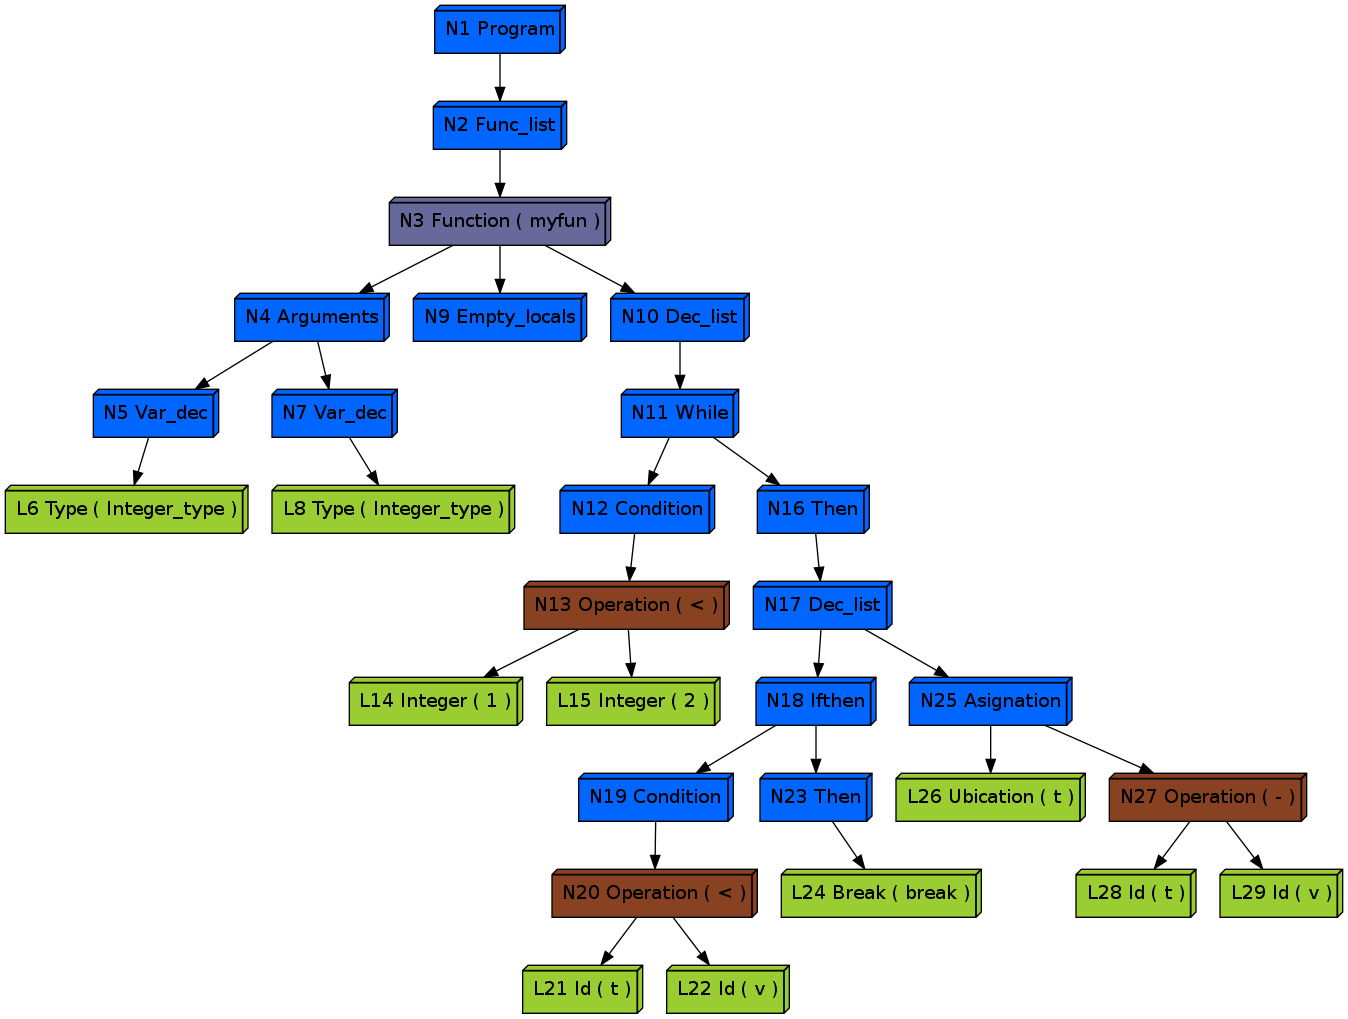 N1 Program
N2 Func_list
N3 Function ( myfun )
N4 Arguments
N9 Empty_locals
N10 Dec_list
N5 Var_dec
N7 Var_dec
N11 While
L6 Type ( Integer_type )
L8 Type ( Integer_type )
N12 Condition
N16 Then
N13 Operation ( < )
N17 Dec_list
L14 Integer ( 1 )
L15 Integer ( 2 )
N18 Ifthen
N25 Asignation
N19 Condition
N23 Then
L26 Ubication ( t )
N27 Operation ( - )
N20 Operation ( < )
L24 Break ( break )
L28 Id ( t )
L29 Id ( v )
L21 Id ( t )
L22 Id ( v )